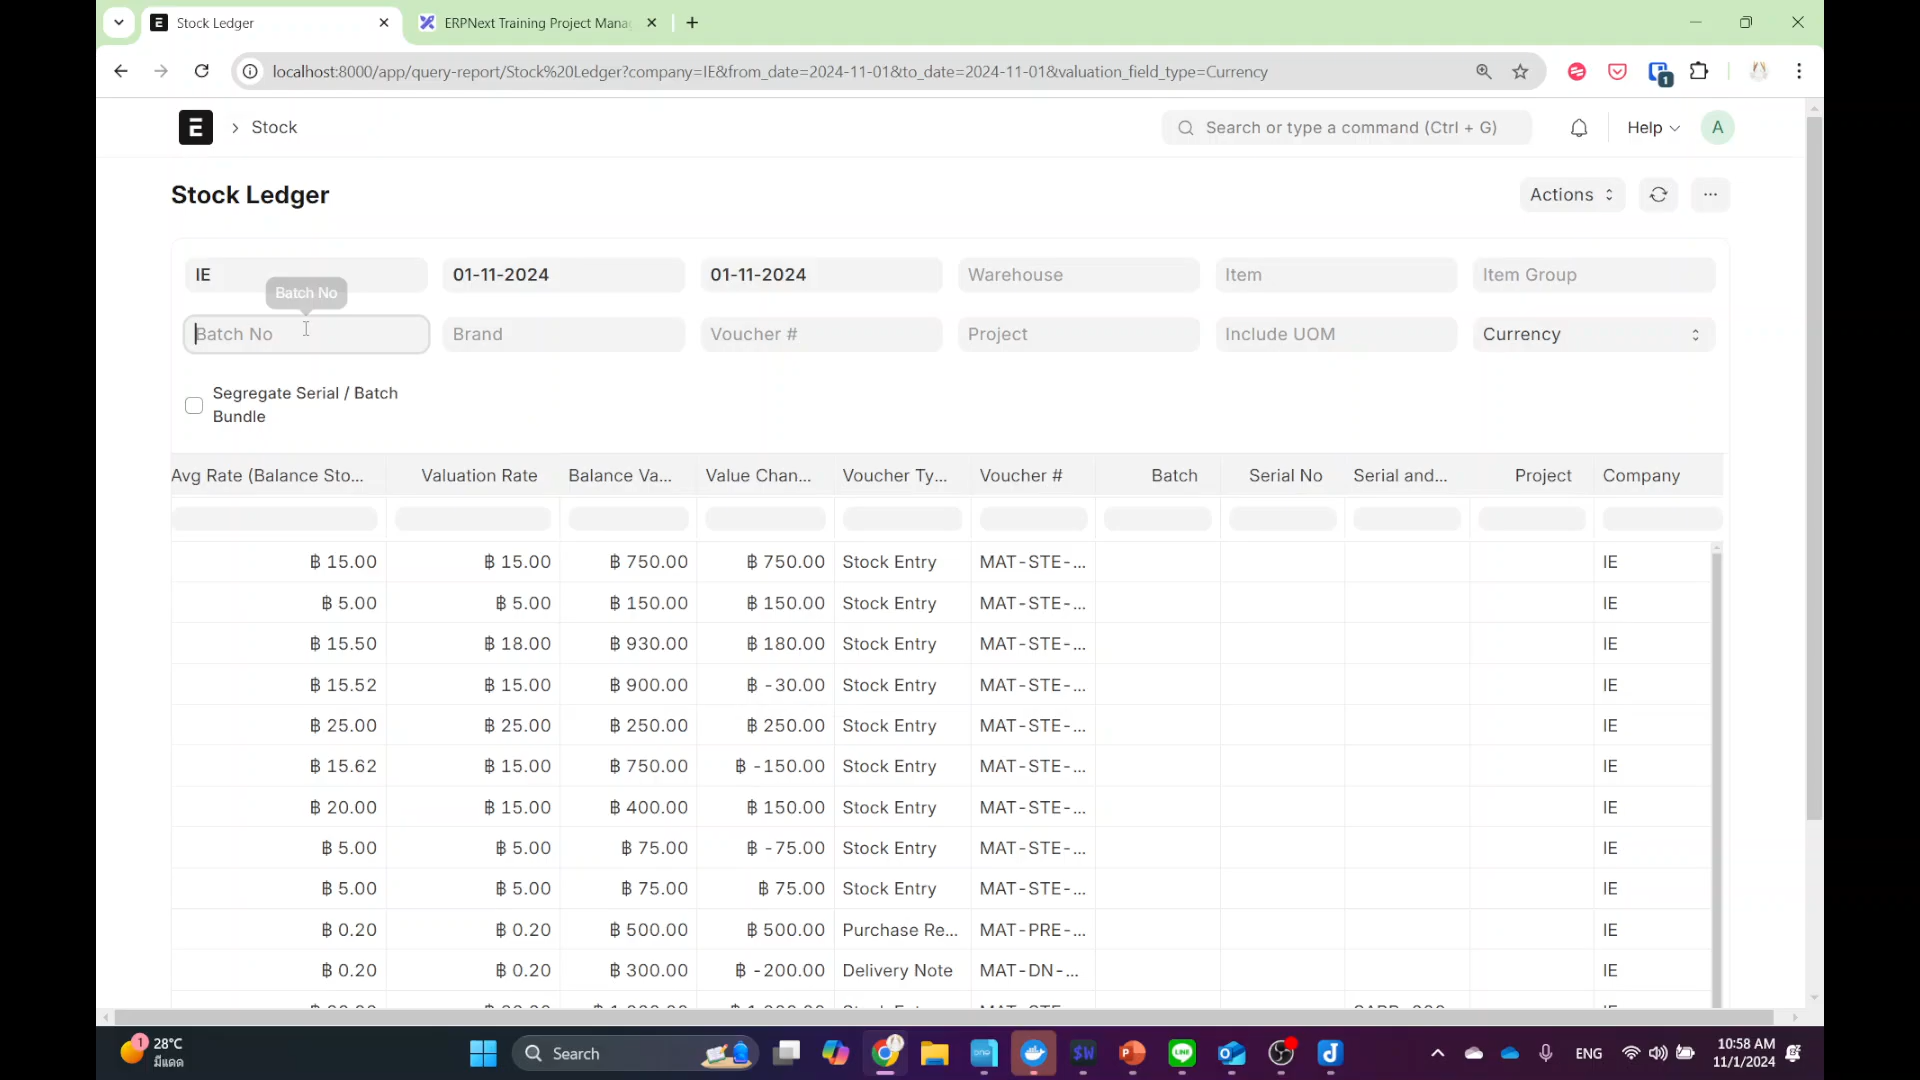 Stock Ledger
ERPNext Training Project Mana
localhost:8000/app/query-report/Stock%20Ledger?company=IE&from_date=2024-11-01&to_date=2024-11-01&valuation_field_type=Currency
1
E
Stock
Search or type a command (Ctrl + G)
Help
A
Stock Ledger
Actions
IE
01-11-2024
01-11-2024
Warehouse
Item
Item Group
Batch No
Batch No
Brand
Voucher #
Project
Include UOM
Currency
Segregate Serial / Batch
Bundle
Avg Rate (Balance Sto... Valuation Rate Balance Va... Value Chan... Voucher Ty... Voucher # Batch Serial No Serial and... Project Company
฿ 15.00 ฿ 15.00 ฿ 750.00 ฿ 750.00 Stock Entry MAT-STE-... IE
฿ 5.00 ฿ 5.00 ฿ 150.00 ฿ 150.00 Stock Entry MAT-STE-... IE
฿ 15.50 ฿ 18.00 ฿ 930.00 ฿ 180.00 Stock Entry MAT-STE-... IE
฿ 15.52 ฿ 15.00 ฿ 900.00 ฿ -30.00 Stock Entry MAT-STE-... IE
฿ 25.00 ฿ 25.00 ฿ 250.00 ฿ 250.00 Stock Entry MAT-STE-... IE
฿ 15.62 ฿ 15.00 ฿ 750.00 ฿ -150.00 Stock Entry MAT-STE-... IE
฿ 20.00 ฿ 15.00 ฿ 400.00 ฿ 150.00 Stock Entry MAT-STE-... IE
฿ 5.00 ฿ 5.00 ฿ 75.00 ฿ -75.00 Stock Entry MAT-STE-... IE
฿ 5.00 ฿ 5.00 ฿ 75.00 ฿ 75.00 Stock Entry MAT-STE-... IE
฿ 0.20 ฿ 0.20 ฿ 500.00 ฿ 500.00 Purchase Re... MAT-PRE-... IE
฿ 0.20 ฿ 0.20 ฿ 300.00 ฿ -200.00 Delivery Note MAT-DN-... IE
1
28°C
มีแดด
Search
ENG
10:58 AM
11/1/2024